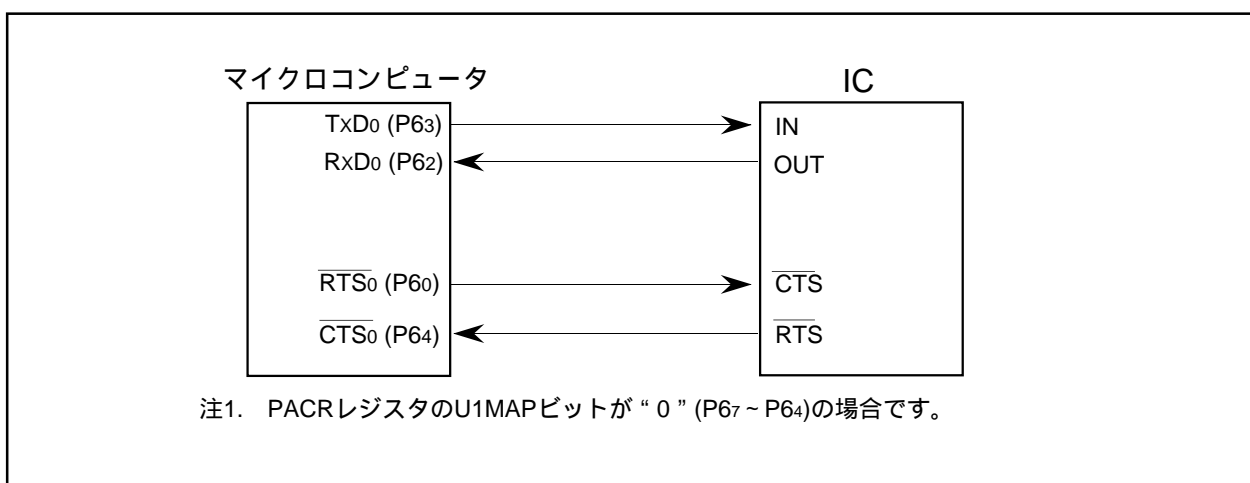 マイクロコンピュータ
IC
TxD0 (P63)
IN
RxD0 (P62)
OUT
RTS0 (P60)
CTS
CTS0 (P64)
RTS
注1. PACRレジスタのU1MAPビットが“0”(P67~P64)の場合です。